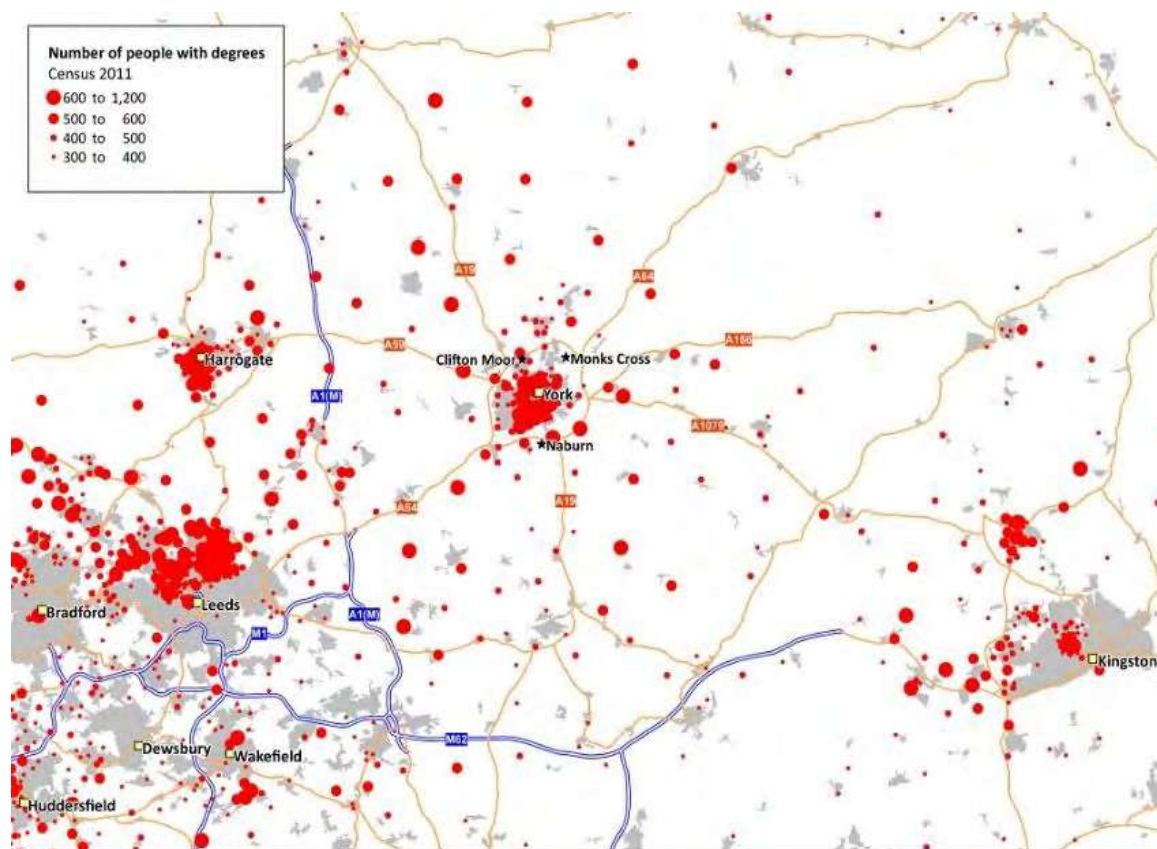 Number of people with degrees
Census 2011
600 to 1,200
500 to 600
400 to 500
300 to 400
A19
A64
Harrogate
A59
Clifton Moor
Monks Cross
A166
A1(M)
York
A1079
Naburn
A64
A19
Bradford
Leeds
A1(M)
M1
Kingston
Dewsbury
Wakefield
M62
Huddersfield